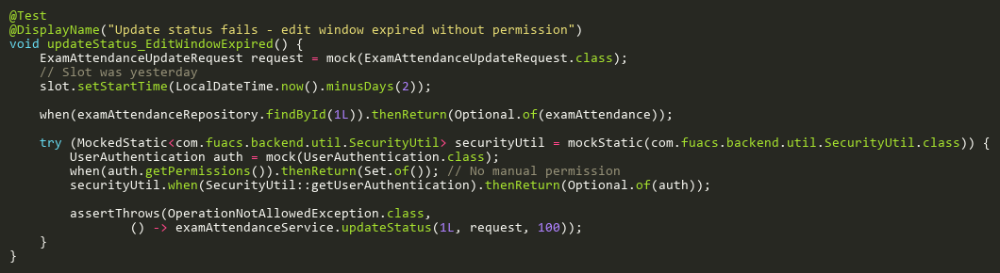 @Test
@DisplayName("Update status fails - edit window expired without permission")
void updateStatus_EditWindowExpired() {
    ExamAttendanceUpdateRequest request = mock(ExamAttendanceUpdateRequest.class);
    // Slot was yesterday
    slot.setStartTime(LocalDateTime.now().minusDays(2));

    when(examAttendanceRepository.findById(1L)).thenReturn(Optional.of(examAttendance));

    try (MockedStatic<com.fuacs.backend.util.SecurityUtil> securityUtil = mockStatic(com.fuacs.backend.util.SecurityUtil.class)) {
        UserAuthentication auth = mock(UserAuthentication.class);
        when(auth.getPermissions()).thenReturn(Set.of()); // No manual permission
        securityUtil.when(SecurityUtil::getUserAuthentication).thenReturn(Optional.of(auth));

        assertThrows(OperationNotAllowedException.class,
                () -> examAttendanceService.updateStatus(1L, request, 100));
    }
}